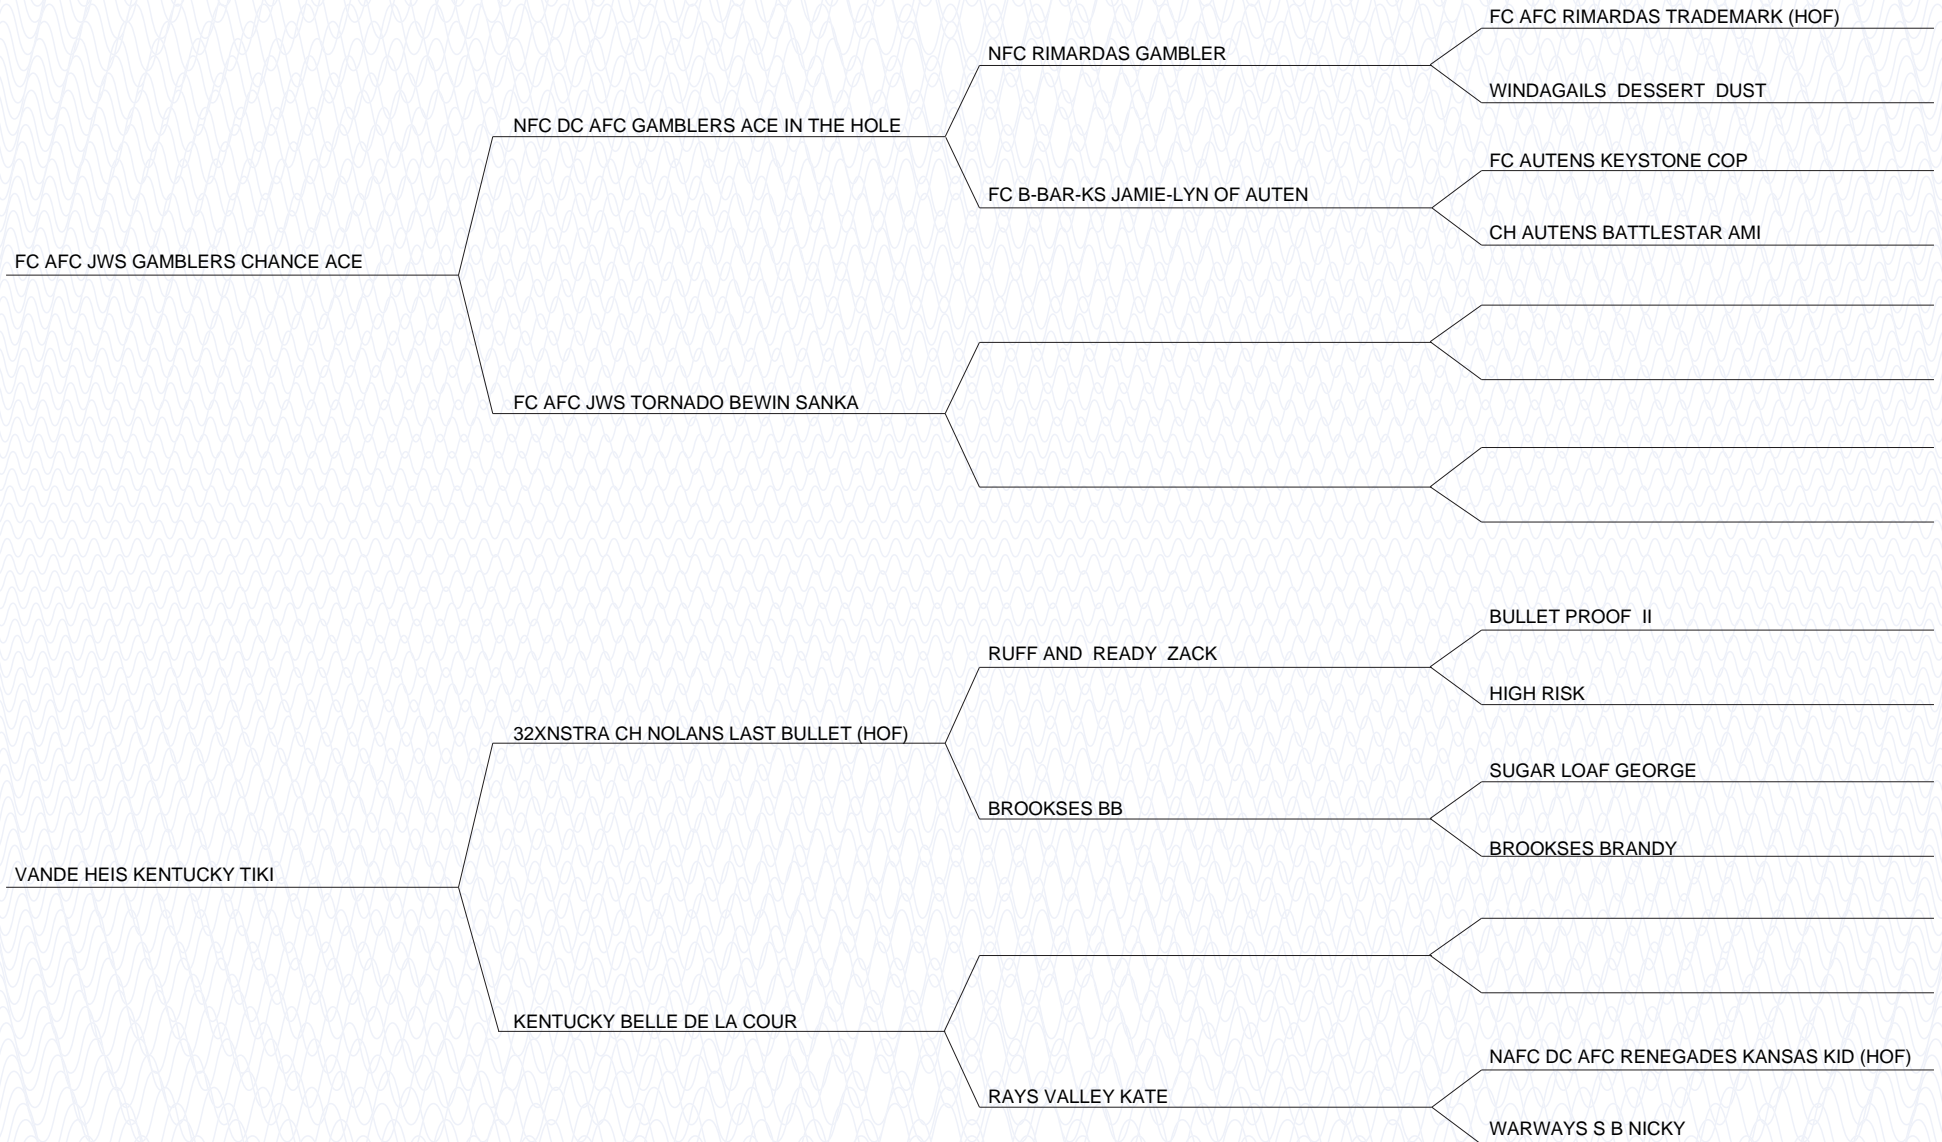 FC AFC RIMARDAS TRADEMARK (HOF)
NFC RIMARDAS GAMBLER
WINDAGAILS  DESSERT  DUST
NFC DC AFC GAMBLERS ACE IN THE HOLE
FC AUTENS KEYSTONE COP
FC B-BAR-KS JAMIE-LYN OF AUTEN
CH AUTENS BATTLESTAR AMI
FC AFC JWS GAMBLERS CHANCE ACE
FC AFC JWS TORNADO BEWIN SANKA
BULLET PROOF  II
RUFF AND  READY  ZACK
HIGH RISK
32XNSTRA CH NOLANS LAST BULLET (HOF)
SUGAR LOAF GEORGE
BROOKSES BB
BROOKSES BRANDY
VANDE HEIS KENTUCKY TIKI
KENTUCKY BELLE DE LA COUR
NAFC DC AFC RENEGADES KANSAS KID (HOF)
RAYS VALLEY KATE
WARWAYS S B NICKY